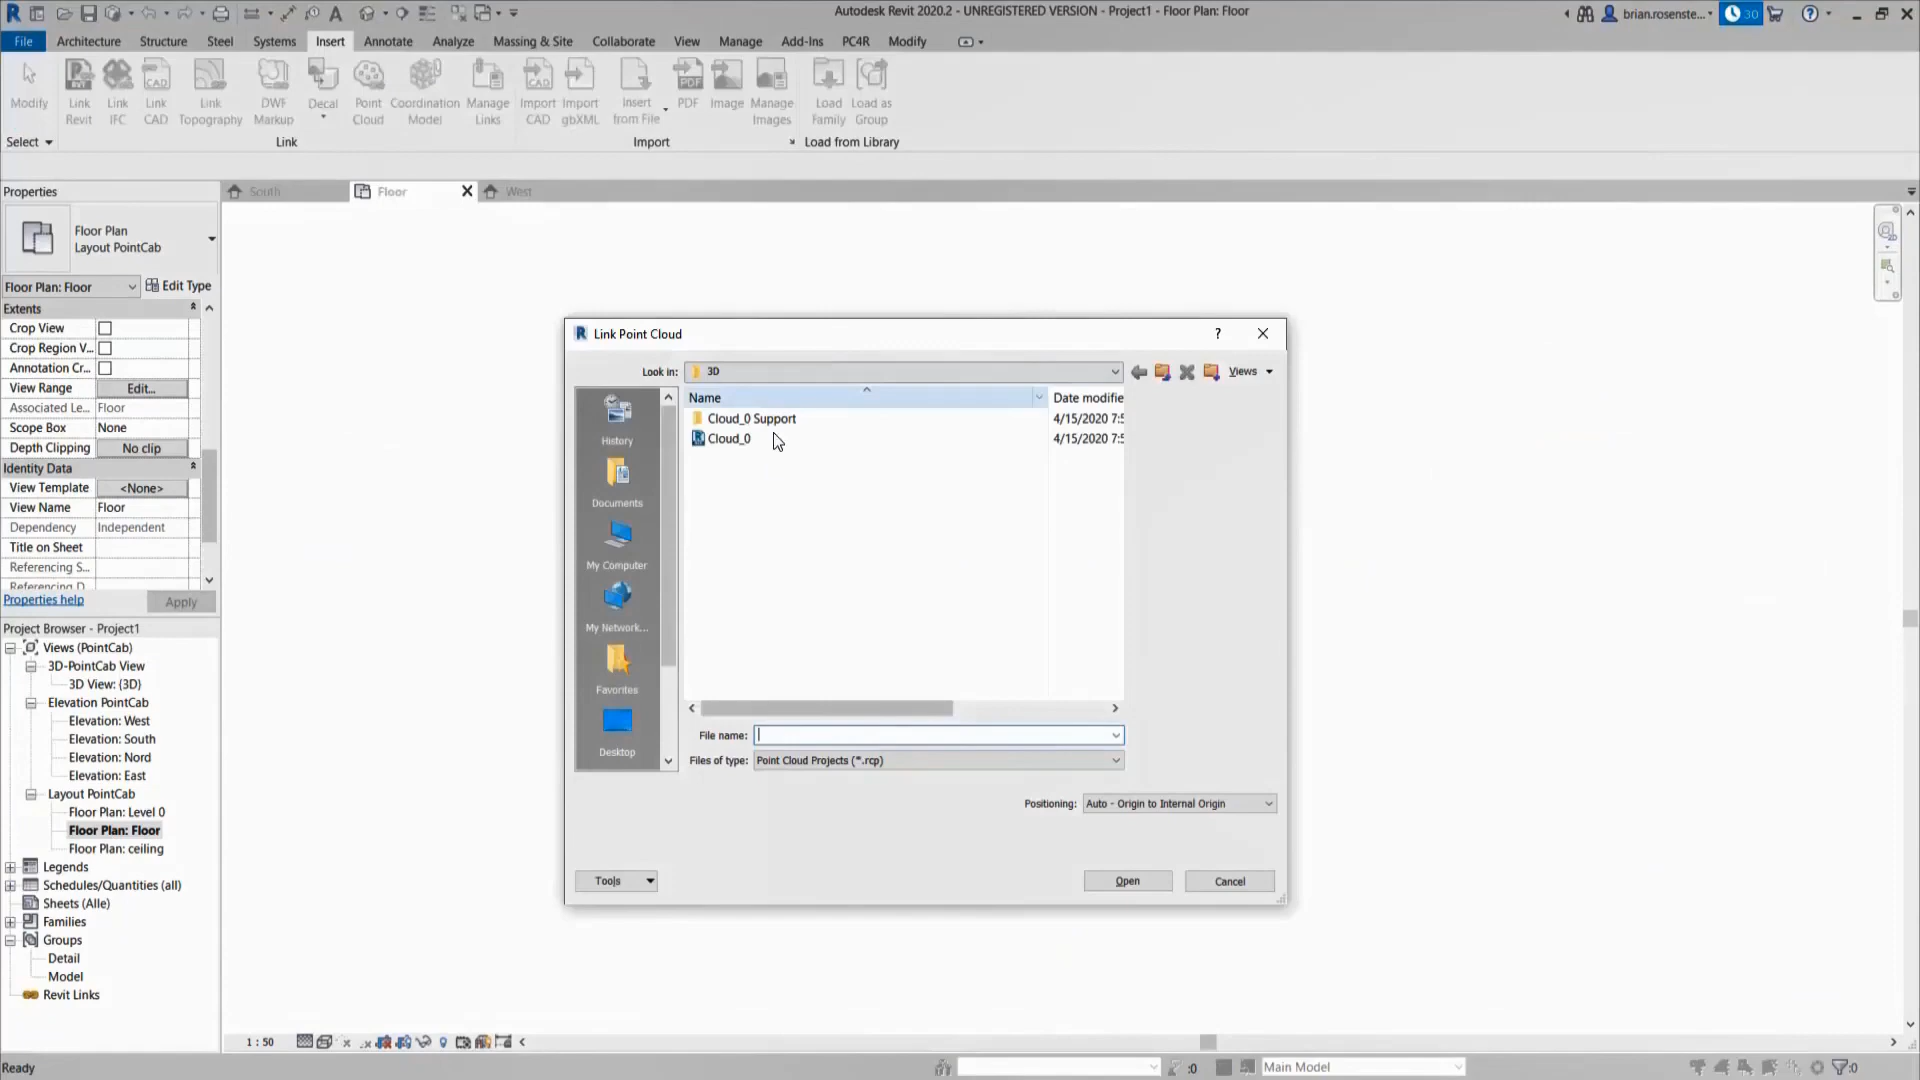 Autodesk Revit 2020.2 - UNREGISTERED VERSION - Project1 - Floor Plan: Floor
brian.rosenste...
30
File Architecture Structure Steel Systems Insert Annotate Analyze Massing & Site Collaborate View Manage Add-Ins PC4R Modify
Modify
Link Revit
Link IFC
Link CAD
Link Topography
DWF Markup
Decal
Point Cloud
Coordination Model
Manage Links
Import CAD
Import gbXML
Insert from File
PDF
Image
Manage Images
Load Family
Load as Group
Select
Link
Import
Load from Library
Properties
South
Floor
West
Floor Plan
Layout PointCab
Floor Plan: Floor
Edit Type
Extents
Crop View
Crop Region V...
Annotation Cr...
View Range Edit...
Associated Le... Floor
Scope Box None
Depth Clipping No clip
Identity Data
View Template <None>
View Name Floor
Dependency Independent
Title on Sheet
Referencing S...
Referencing D
Properties help
Apply
Project Browser - Project1
Views (PointCab)
3D-PointCab View
3D View: {3D}
Elevation PointCab
Elevation: West
Elevation: South
Elevation: Nord
Elevation: East
Layout PointCab
Floor Plan: Level 0
Floor Plan: Floor
Floor Plan: ceiling
Legends
Schedules/Quantities (all)
Sheets (Alle)
Families
Groups
Detail
Model
Revit Links
Link Point Cloud
Look in: 3D
Views
Name Date modifie
Cloud_0 Support 4/15/2020 7:5
Cloud_0 4/15/2020 7:5
History
Documents
My Computer
My Network...
Favorites
Desktop
File name:
Files of type: Point Cloud Projects (*.rcp)
Positioning: Auto - Origin to Internal Origin
Tools
Open
Cancel
1 : 50
Ready
:0
Main Model
:0